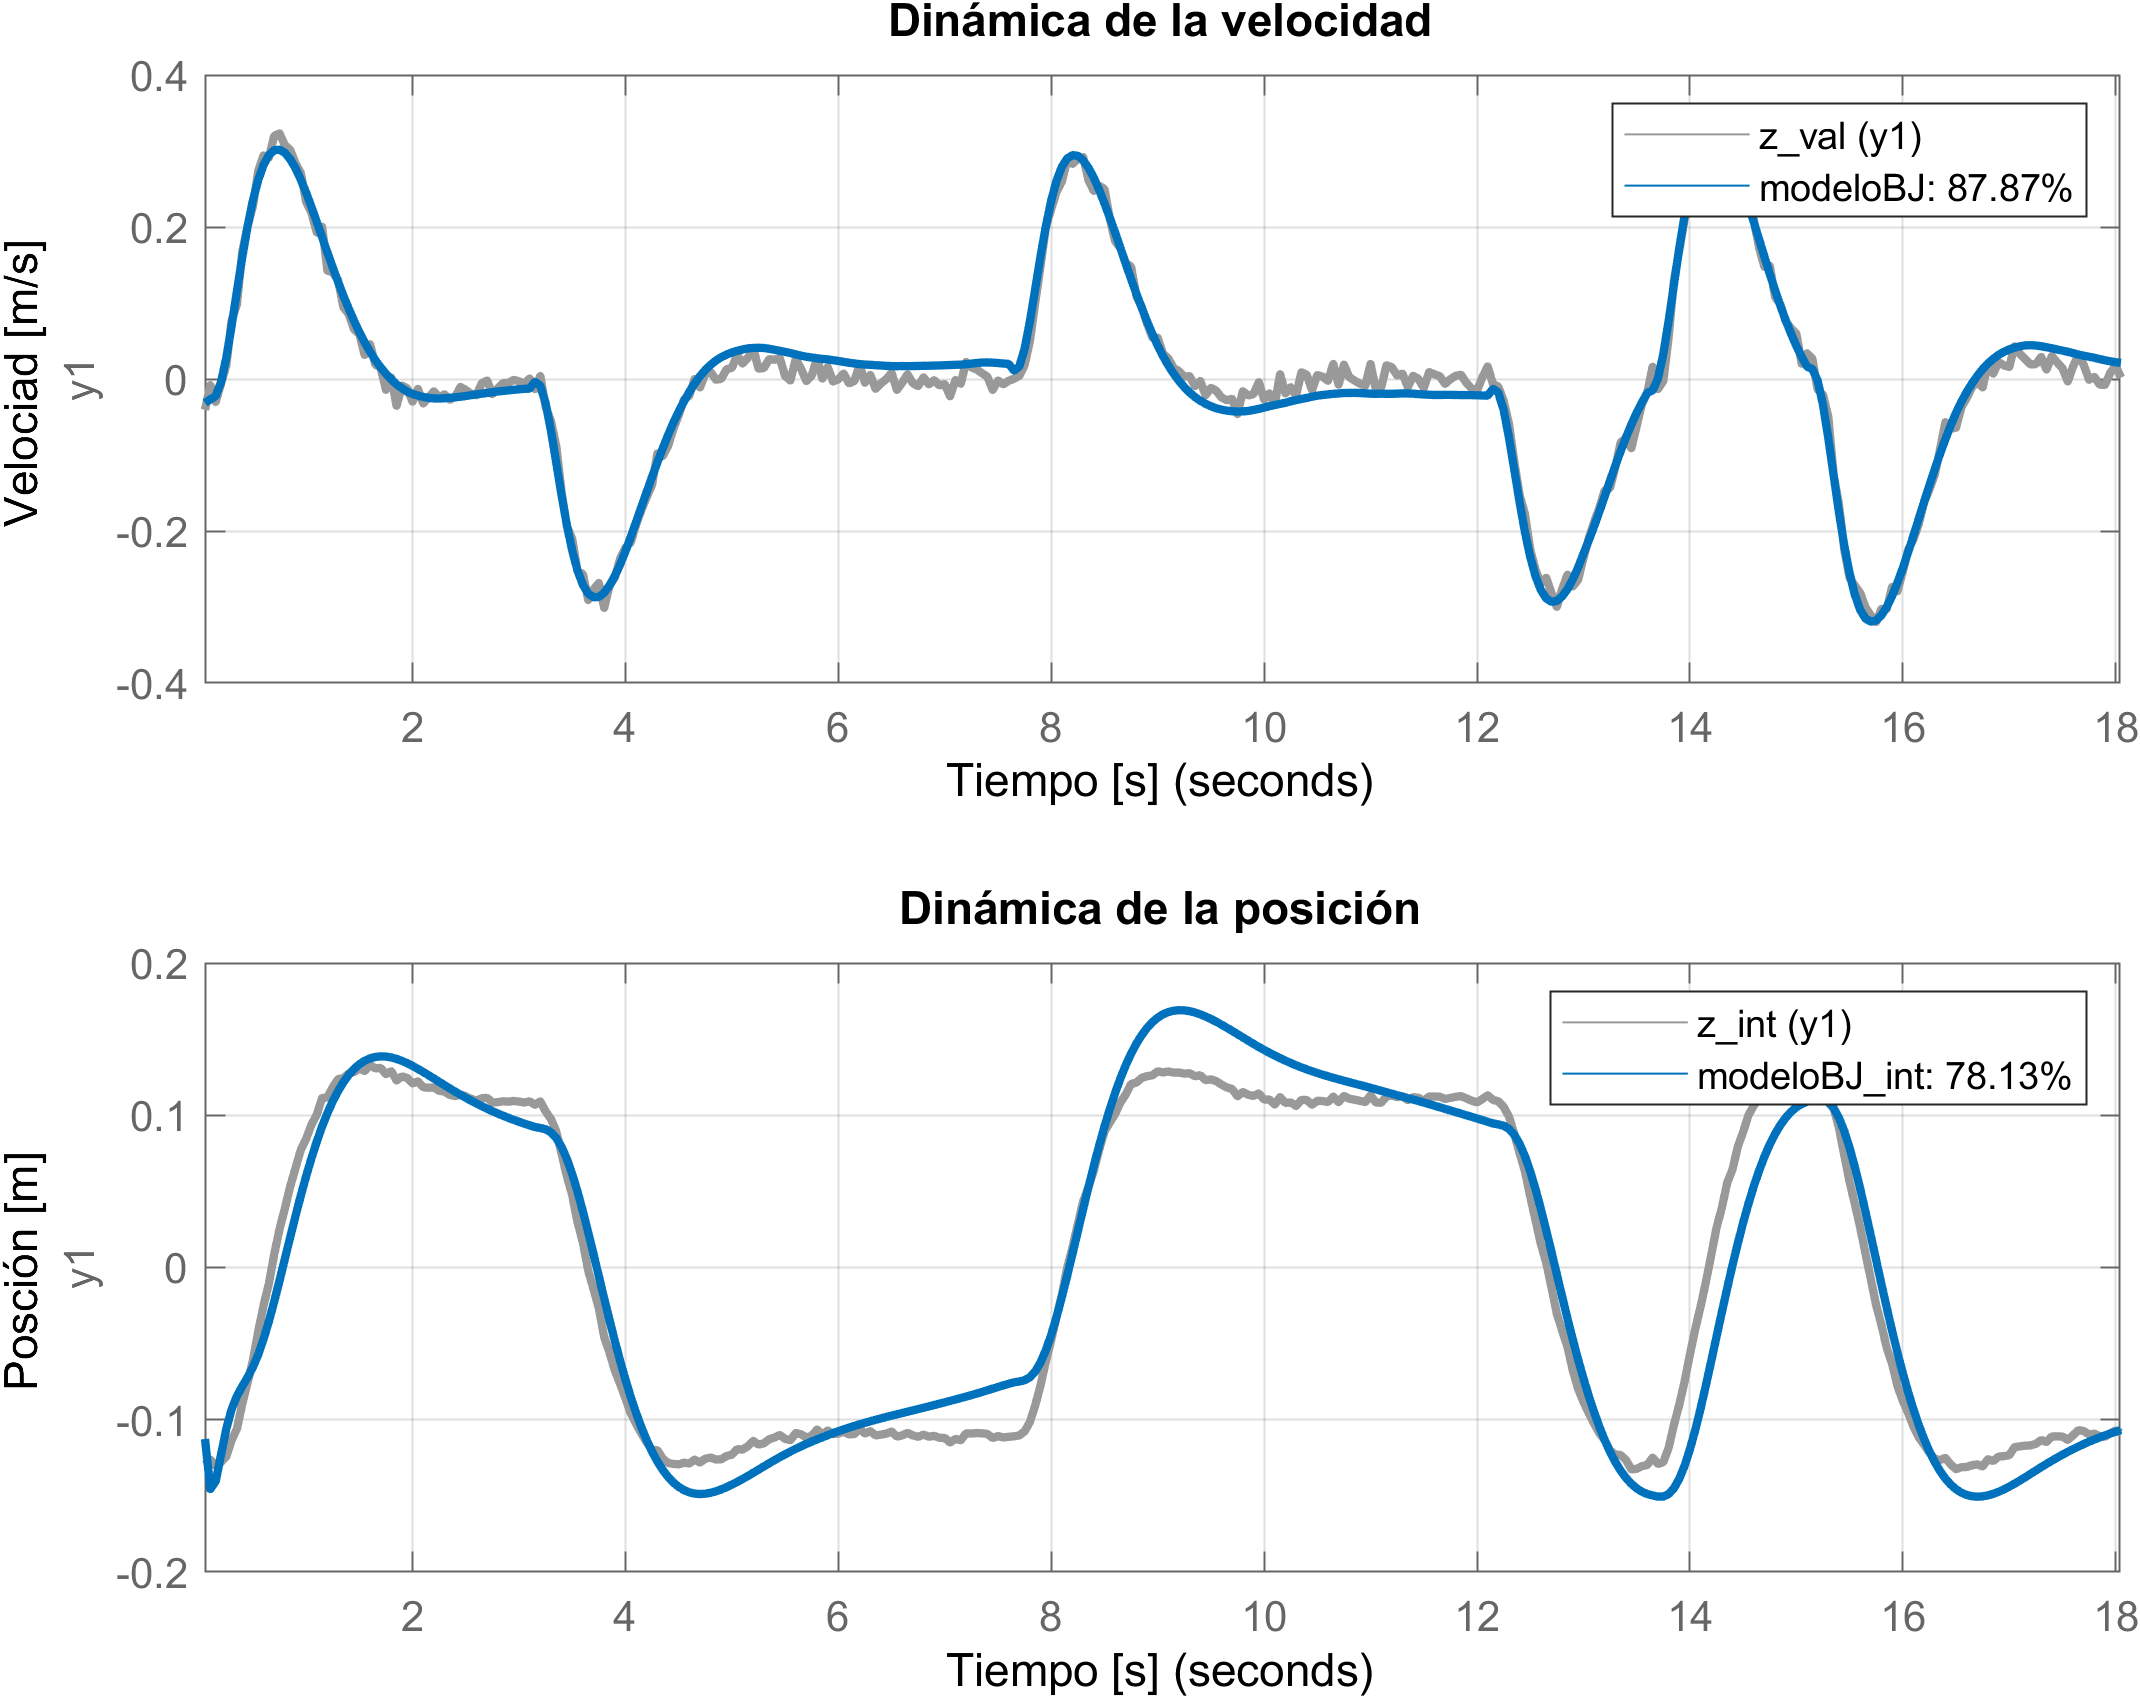 Dinámica de la velocidad
0.4
0.2
0
-0.2
-0.4
Velociad [m/s]
y1
z_val (y1)
modeloBJ: 87.87%
2 4 6 8 10 12 14 16 18
Tiempo [s] (seconds)
Dinámica de la posición
0.2
0.1
0
-0.1
-0.2
Posción [m]
y1
z_int (y1)
modeloBJ_int: 78.13%
2 4 6 8 10 12 14 16 18
Tiempo [s] (seconds)